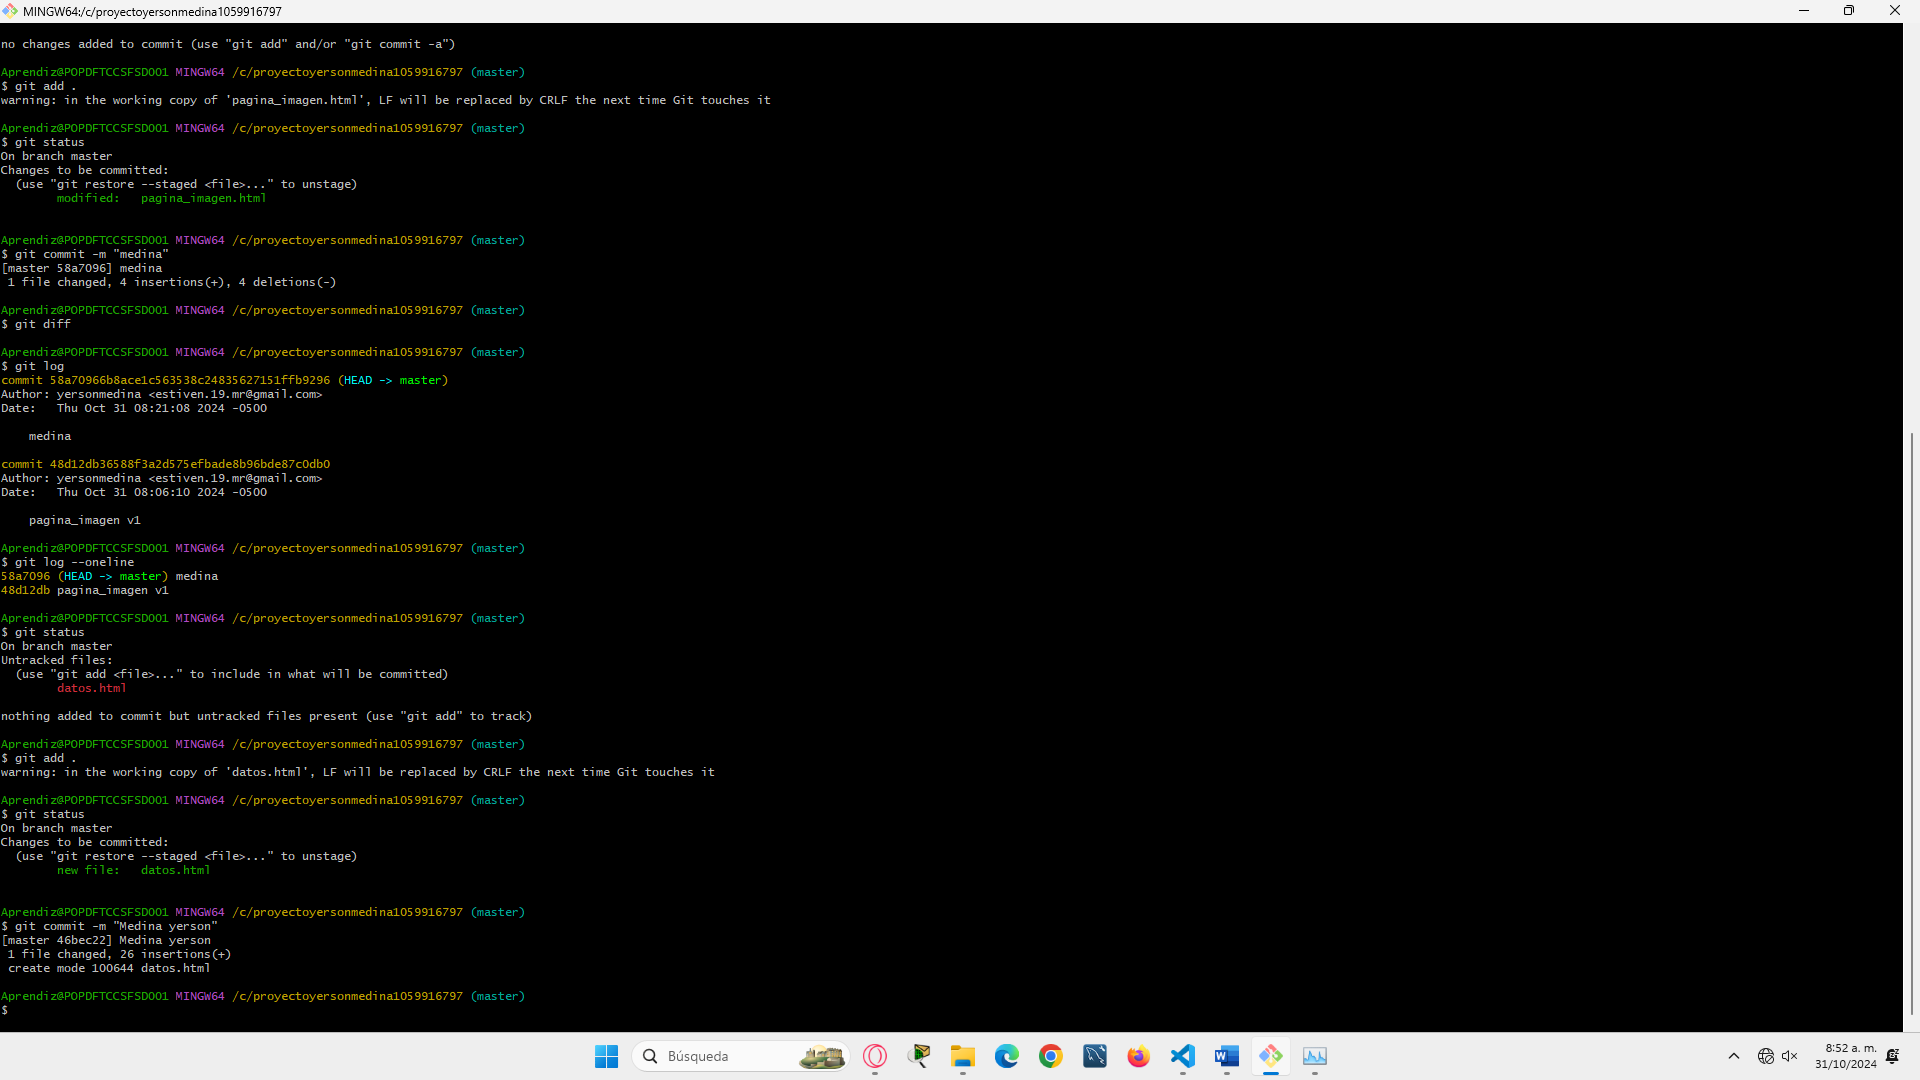 MINGW64:/c/proyectoyersonmedina1059916797
no changes added to commit (use "git add" and/or "git commit -a")
Aprendiz@POPDFTCCSFSD001 MINGW64 /c/proyectoyersonmedina1059916797 (master)
$ git add .
warning: in the working copy of 'pagina_imagen.html', LF will be replaced by CRLF the next time Git touches it
Aprendiz@POPDFTCCSFSD001 MINGW64 /c/proyectoyersonmedina1059916797 (master)
$ git status
On branch master
Changes to be committed:
  (use "git restore --staged <file>..." to unstage)
        modified:   pagina_imagen.html
Aprendiz@POPDFTCCSFSD001 MINGW64 /c/proyectoyersonmedina1059916797 (master)
$ git commit -m "medina"
[master 58a7096] medina
 1 file changed, 4 insertions(+), 4 deletions(-)
Aprendiz@POPDFTCCSFSD001 MINGW64 /c/proyectoyersonmedina1059916797 (master)
$ git diff
Aprendiz@POPDFTCCSFSD001 MINGW64 /c/proyectoyersonmedina1059916797 (master)
$ git log
commit 58a70966b8ace1c563538c24835627151ffb9296 (HEAD -> master)
Author: yersonmedina <estiven.19.mr@gmail.com>
Date:   Thu Oct 31 08:21:08 2024 -0500
    medina
commit 48d12db36588f3a2d575efbade8b96bde87c0db0
Author: yersonmedina <estiven.19.mr@gmail.com>
Date:   Thu Oct 31 08:06:10 2024 -0500
    pagina_imagen v1
Aprendiz@POPDFTCCSFSD001 MINGW64 /c/proyectoyersonmedina1059916797 (master)
$ git log --oneline
58a7096 (HEAD -> master) medina
48d12db pagina_imagen v1
Aprendiz@POPDFTCCSFSD001 MINGW64 /c/proyectoyersonmedina1059916797 (master)
$ git status
On branch master
Untracked files:
  (use "git add <file>..." to include in what will be committed)
        datos.html
nothing added to commit but untracked files present (use "git add" to track)
Aprendiz@POPDFTCCSFSD001 MINGW64 /c/proyectoyersonmedina1059916797 (master)
$ git add .
warning: in the working copy of 'datos.html', LF will be replaced by CRLF the next time Git touches it
Aprendiz@POPDFTCCSFSD001 MINGW64 /c/proyectoyersonmedina1059916797 (master)
$ git status
On branch master
Changes to be committed:
  (use "git restore --staged <file>..." to unstage)
        new file:   datos.html
Aprendiz@POPDFTCCSFSD001 MINGW64 /c/proyectoyersonmedina1059916797 (master)
$ git commit -m "Medina yerson"
[master 46bec22] Medina yerson
 1 file changed, 26 insertions(+)
 create mode 100644 datos.html
Aprendiz@POPDFTCCSFSD001 MINGW64 /c/proyectoyersonmedina1059916797 (master)
$
Búsqueda
8:52 a. m.
31/10/2024